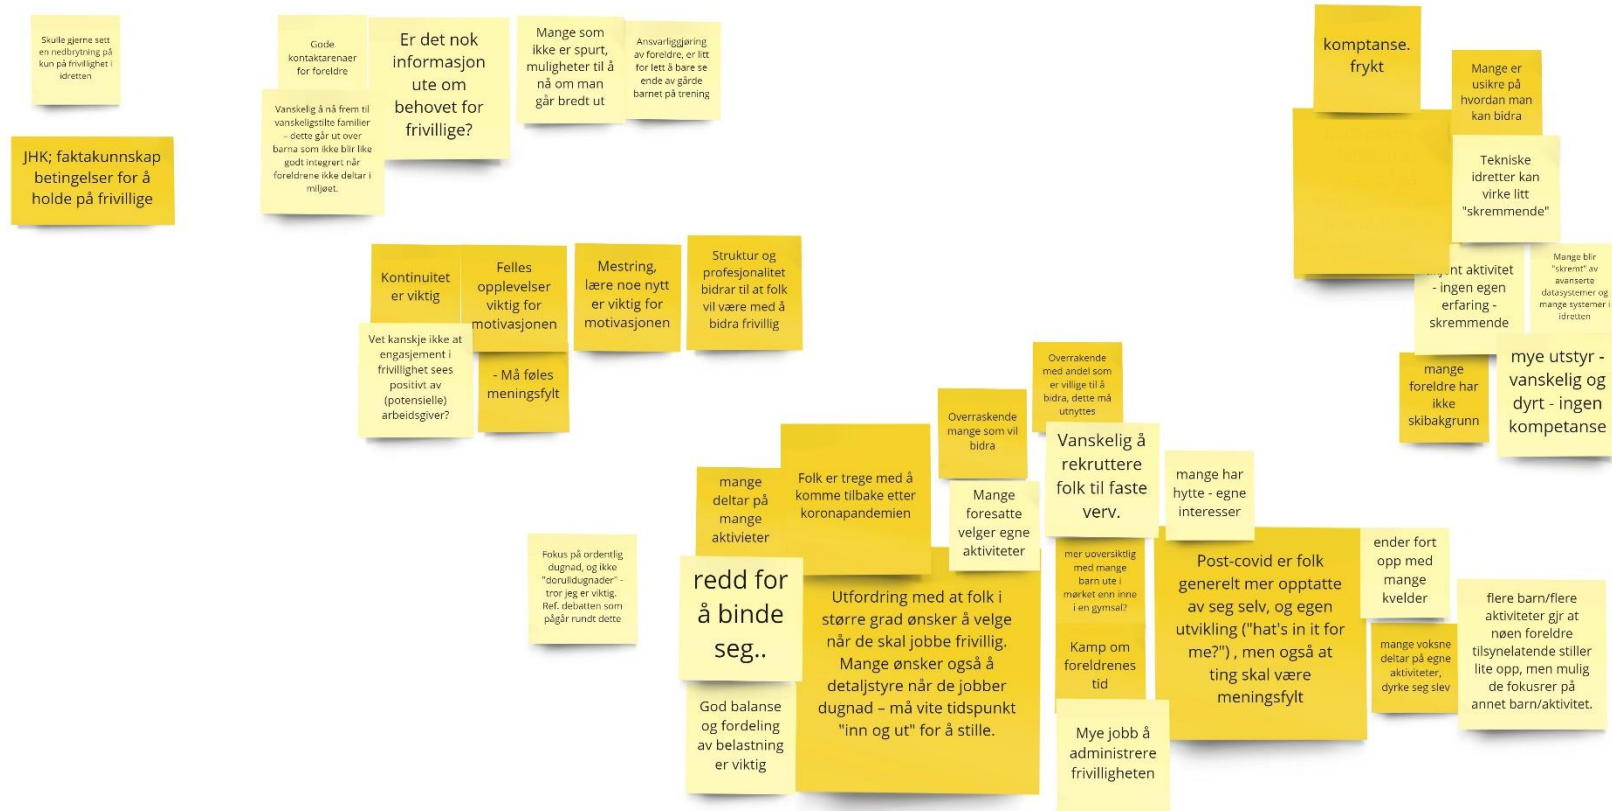 Skulle gjerne sett
en nedbrytning på
kun på frivillighet i
idretten
JHK; faktakunnskap
betingelser for å
holde på frivillige
Gode
kontaktarenaer
for foreldre
Er det nok
informasjon
ute om
behovet for
frivillige?
Mange som
ikke er spurt,
muligheter til å
nå om man
går bredt ut
Ansvarliggjøring
av foreldre, er litt
for lett å bare se
ende av gårde
barnet på trening
Vanskelig å nå frem til
vanskeligstilte familier
– dette går ut over
barna som ikke blir like
godt integrert når
foreldrene ikke deltar i
miljøet.
Kontinuitet
er viktig
Felles
opplevelser
viktig for
motivasjonen
Mestring,
lære noe nytt
er viktig for
motivasjonen
Struktur og
profesjonalitet
bidrar til at folk
vil være med å
bidra frivillig
Vet kanskje ikke at
engasjement i
frivillighet sees
positivt av
(potensielle)
arbeidsgiver?
- Må føles
meningsfylt
komptanse.
frykt
Mange er
usikre på
hvordan man
kan bidra
Tekniske
idretter kan
virke litt
"skremmende"
aktivitet
- ingen egen
erfaring -
skremmende
Mange blir
"skremt" av
avanserte
datasystemer og
mange systemer i
idretten
mange
foreldre har
ikke
skibakgrunn
mye utstyr -
vanskelig og
dyrt - ingen
kompetanse
Overrakende
med andel som
er villige til å
bidra, dette må
utnyttes
Overraskende
mange som vil
bidra
mange
deltar på
mange
aktivieter
Folk er trege med å
komme tilbake etter
koronapandemien
Mange
foresatte
velger egne
aktiviteter
Vanskelig å
rekruttere
folk til faste
verv.
mange har
hytte - egne
interesser
Fokus på ordentlig
dugnad, og ikke
"dorulldugnader" -
tror jeg er viktig.
Ref. debatten som
pågår rundt dette
redd for
å binde
seg..
Utfordring med at folk i
større grad ønsker å velge
når de skal jobbe frivillig.
Mange ønsker også å
detaljstyre når de jobber
dugnad – må vite tidspunkt
"inn og ut" for å stille.
God balanse
og fordeling
av belastning
er viktig
mer uoversiktlig
med mange
barn ute i
mørket enn inne
i en gymsal?
Kamp om
foreldrenes
tid
Mye jobb å
administrere
frivilligheten
Post-covid er folk
generelt mer opptatte
av seg selv, og egen
utvikling ("hat's in it for
me?") , men også at
ting skal være
meningsfylt
ender fort
opp med
mange
kvelder
mange voksne
deltar på egne
aktiviteter,
dyrke seg slev
flere barn/flere
aktiviteter gjr at
nøen foreldre
tilsynelatende stiller
lite opp, men mulig
de fokusrer på
annet barn/aktivitet.